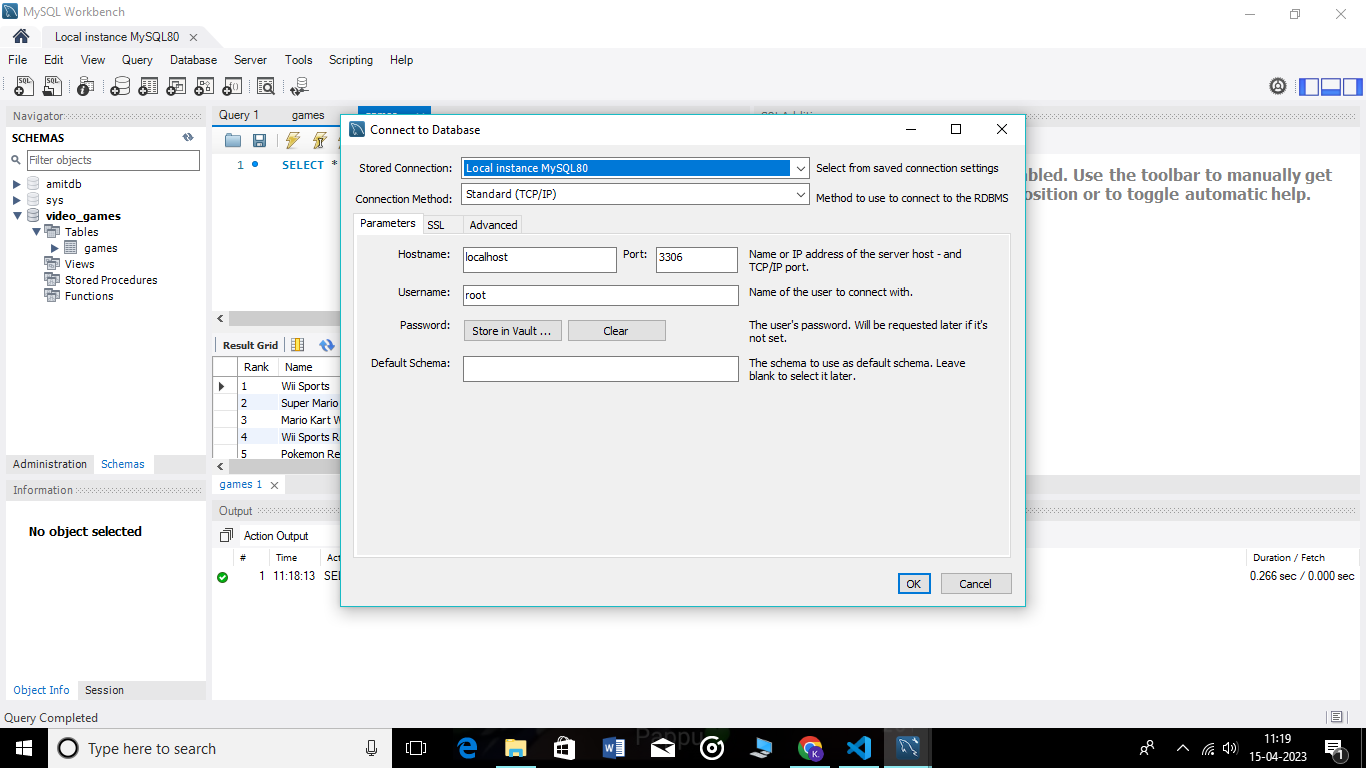 MySQL Workbench
Local instance MySQL80
File Edit View Query Database Server Tools Scripting Help
Navigator
SCHEMAS
Filter objects
amitdb
sys
video_games
Tables
games
Views
Stored Procedures
Functions
Administration Schemas
Information
No object selected
Object Info Session
Query 1 games
1 SELECT *
Result Grid
Rank Name
1 Wii Sports
2 Super Mario
3 Mario Kart W
4 Wii Sports R
5 Pokemon Re
games 1
Output
Action Output
# Time Act
1 11:18:13 SEL
Duration / Fetch
0.266 sec / 0.000 sec
bled. Use the toolbar to manually get
osition or to toggle automatic help.
Connect to Database
Stored Connection: Local instance MySQL80 Select from saved connection settings
Connection Method: Standard (TCP/IP) Method to use to connect to the RDBMS
Parameters SSL Advanced
Hostname: localhost Port: 3306 Name or IP address of the server host - and
TCP/IP port.
Username: root Name of the user to connect with.
Password: Store in Vault ... Clear The user's password. Will be requested later if it's
not set.
Default Schema: The schema to use as default schema. Leave
blank to select it later.
OK Cancel
Query Completed
Type here to search
11:19
15-04-2023
1